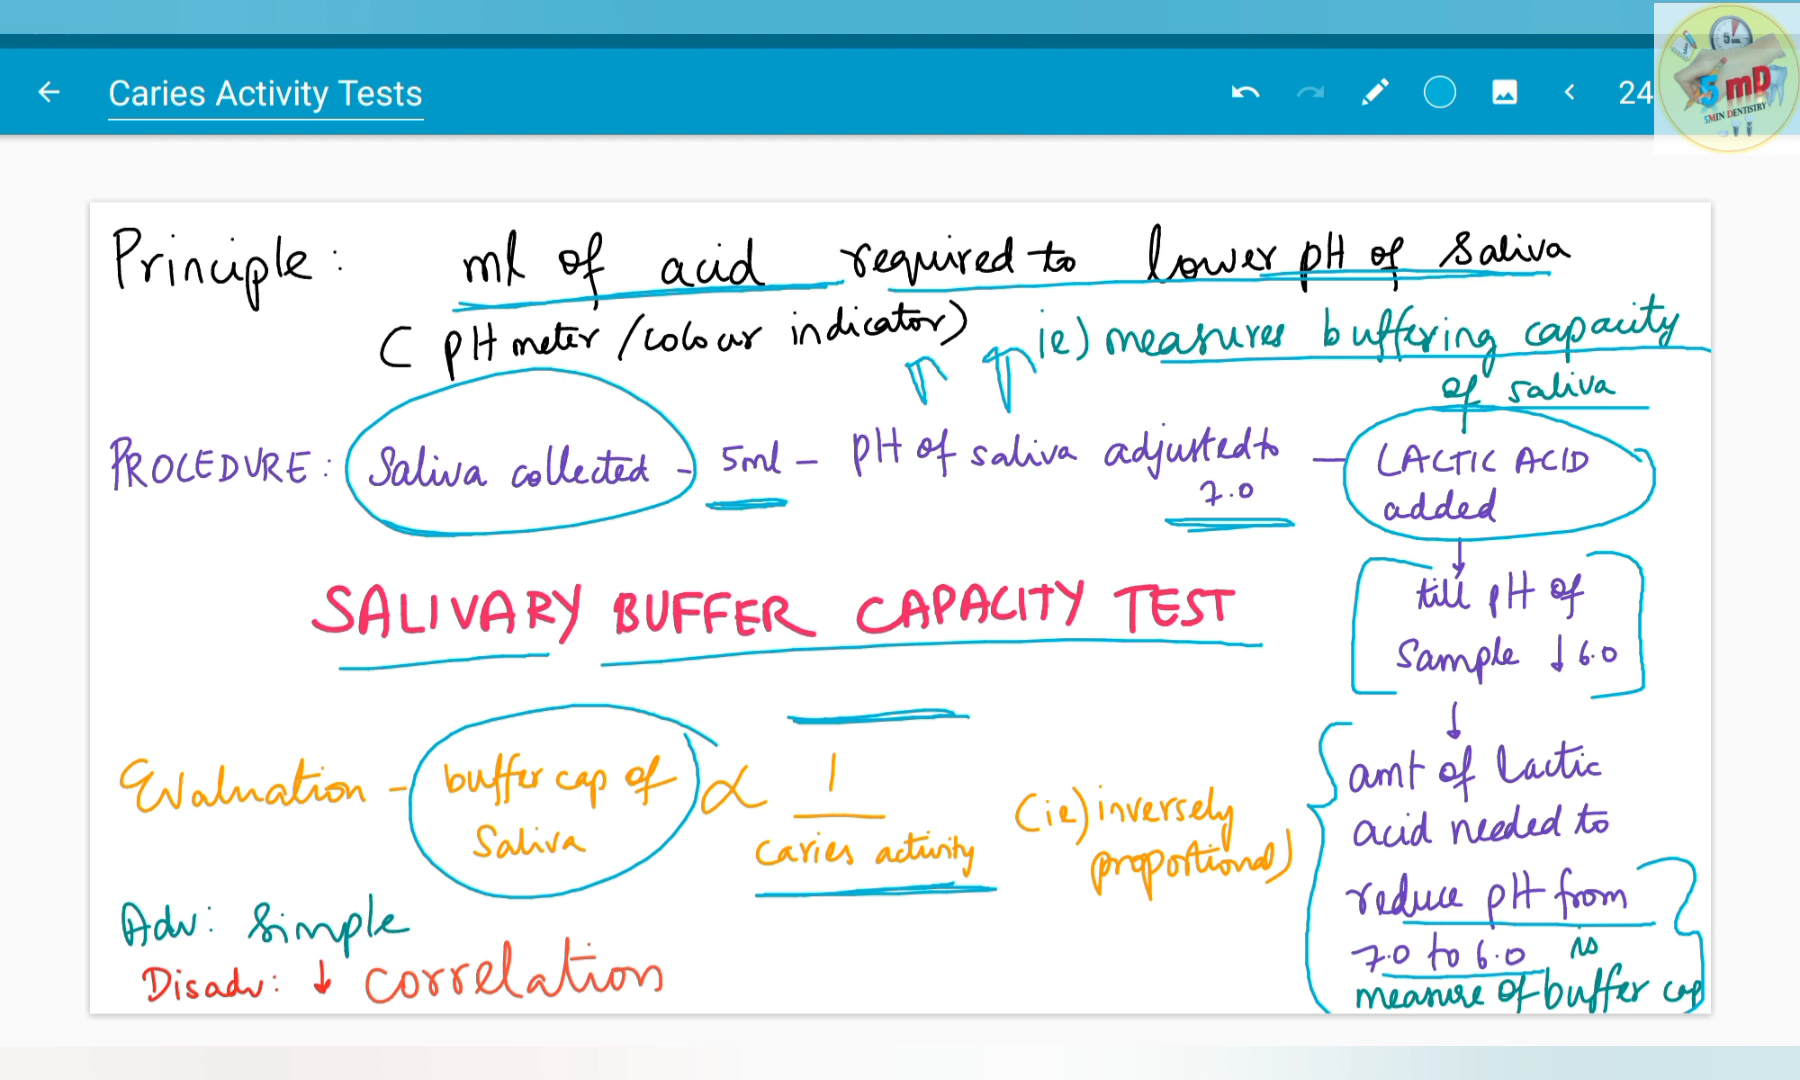 Caries Activity Tests
24
5 mD
5MIN DENTISTRY
Principle: ml of acid required to lower pH of saliva
( pH meter /colour indicator)
ie) measures buffering capacity
of saliva
PROCEDURE: Saliva collected - 5ml - pH of saliva adjusted to
7.0
- LACTIC ACID
added
↓
till pH of
Sample ↓ 6.0
↓
amt of Lactic
acid needed to
reduce pH from
7.0 to 6.0 is
measure of buffer cap
SALIVARY BUFFER CAPACITY TEST
Evaluation - buffer cap of
Saliva
∝ 1
caries activity
(ie) inversely
proportional)
Adv: Simple
Disadv: ↓ correlation